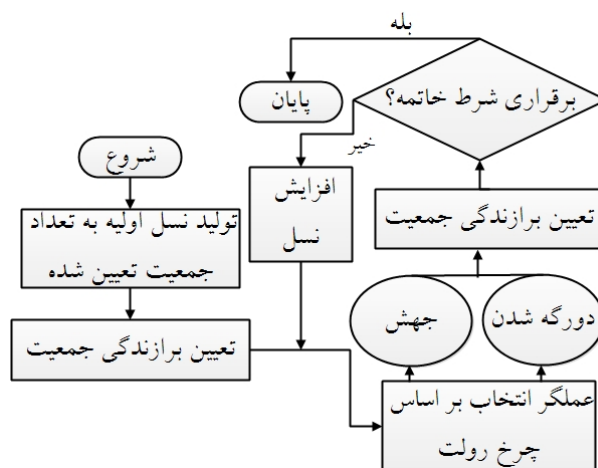 بله
برقراری شرط خاتمه؟
پایان
خیر
شروع
افزایش
نسل
تولید نسل اولیه به تعداد
جمعیت تعیین شده
تعیین برازندگی جمعیت
تعیین برازندگی جمعیت
دورگه شدن
جهش
عملگر انتخاب بر اساس
چرخ رولت